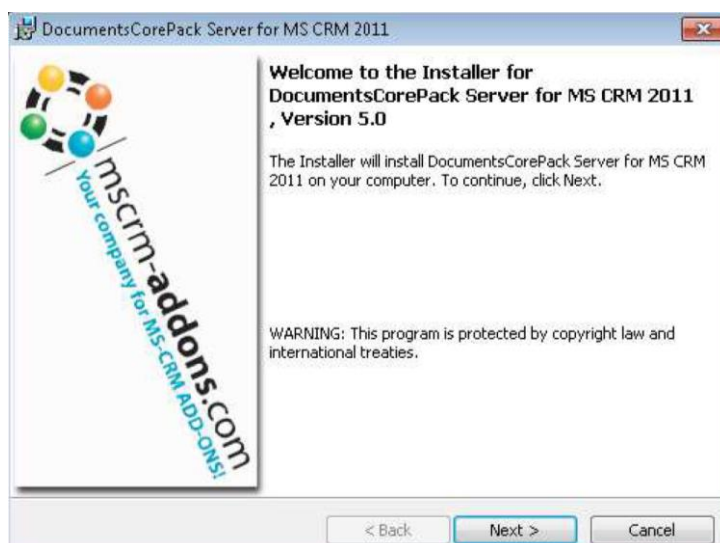 DocumentsCorePack Server for MS CRM 2011
Welcome to the Installer for
DocumentsCorePack Server for MS CRM 2011
, Version 5.0
The Installer will install DocumentsCorePack Server for MS CRM
2011 on your computer. To continue, click Next.
WARNING: This program is protected by copyright law and
international treaties.
mscrm-addons.com
Your company for MS-CRM ADD-ONS!
< Back
Next >
Cancel